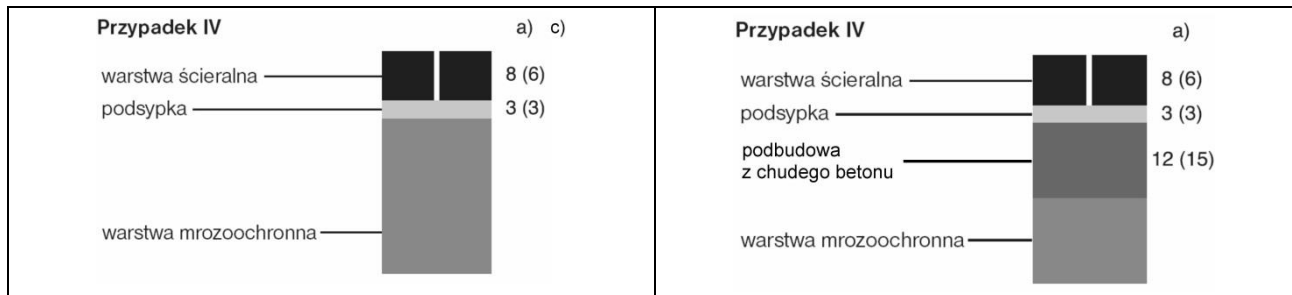 Przypadek IV a) c)
warstwa ścieralna 8 (6)
podsypka 3 (3)
warstwa mrozoochronna
Przypadek IV a)
warstwa ścieralna 8 (6)
podsypka 3 (3)
podbudowa
z chudego betonu 12 (15)
warstwa mrozoochronna